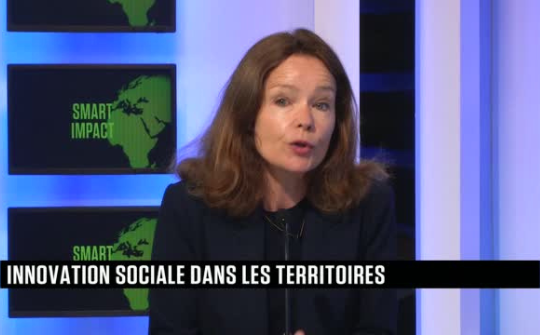 SMART
IMPACT
SMART
INNOVATION SOCIALE DANS LES TERRITOIRES